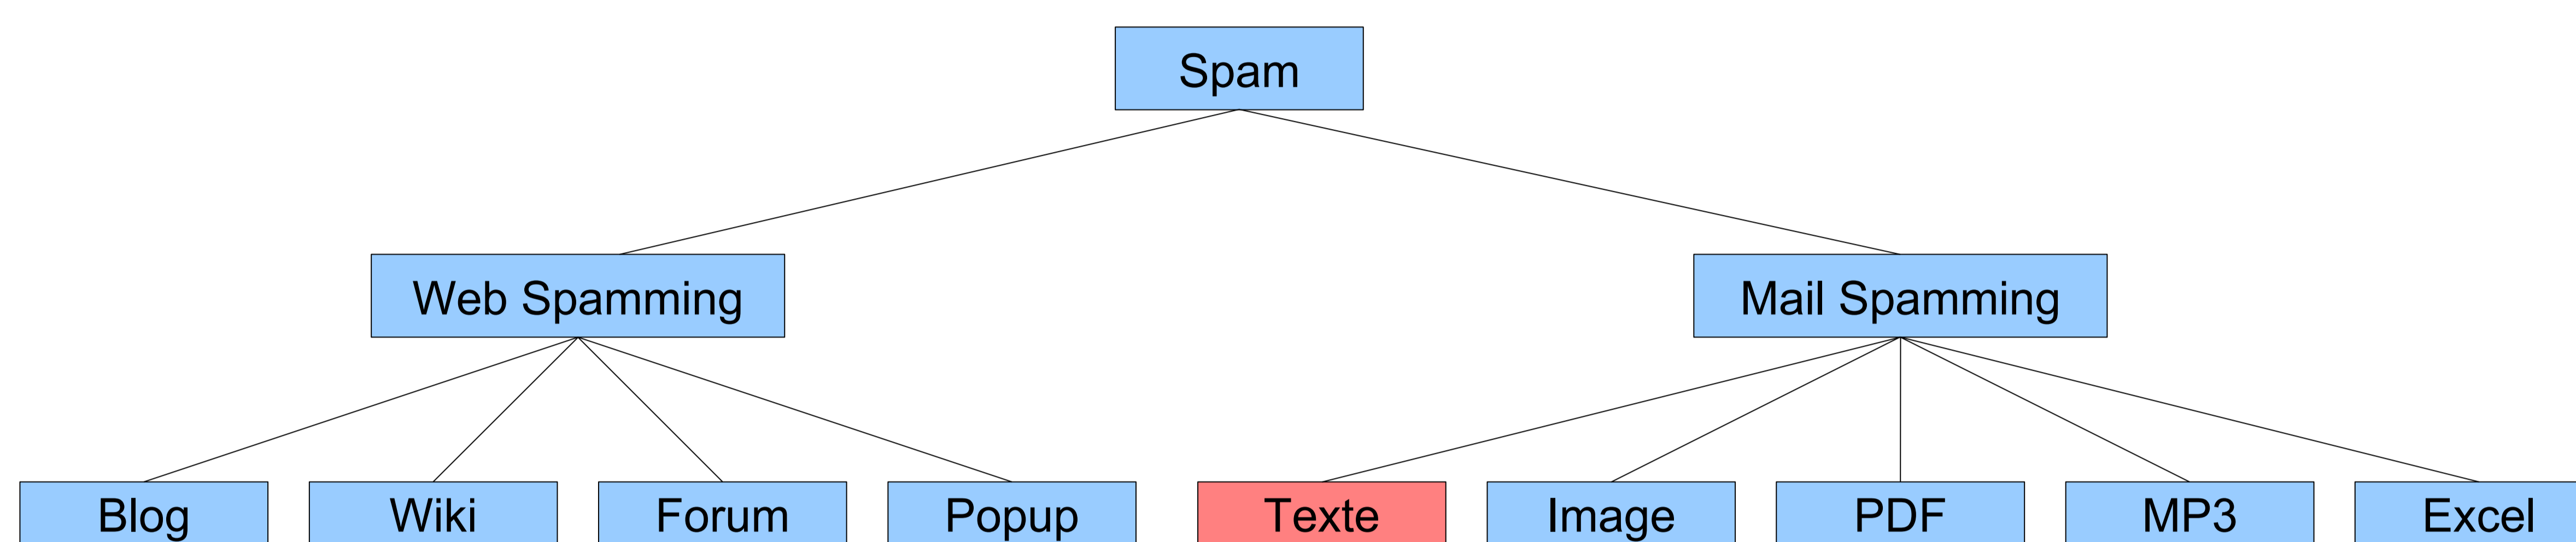 Spam
Web Spamming
Mail Spamming
Blog
Wiki
Forum
Popup
Texte
Image
PDF
MP3
Excel